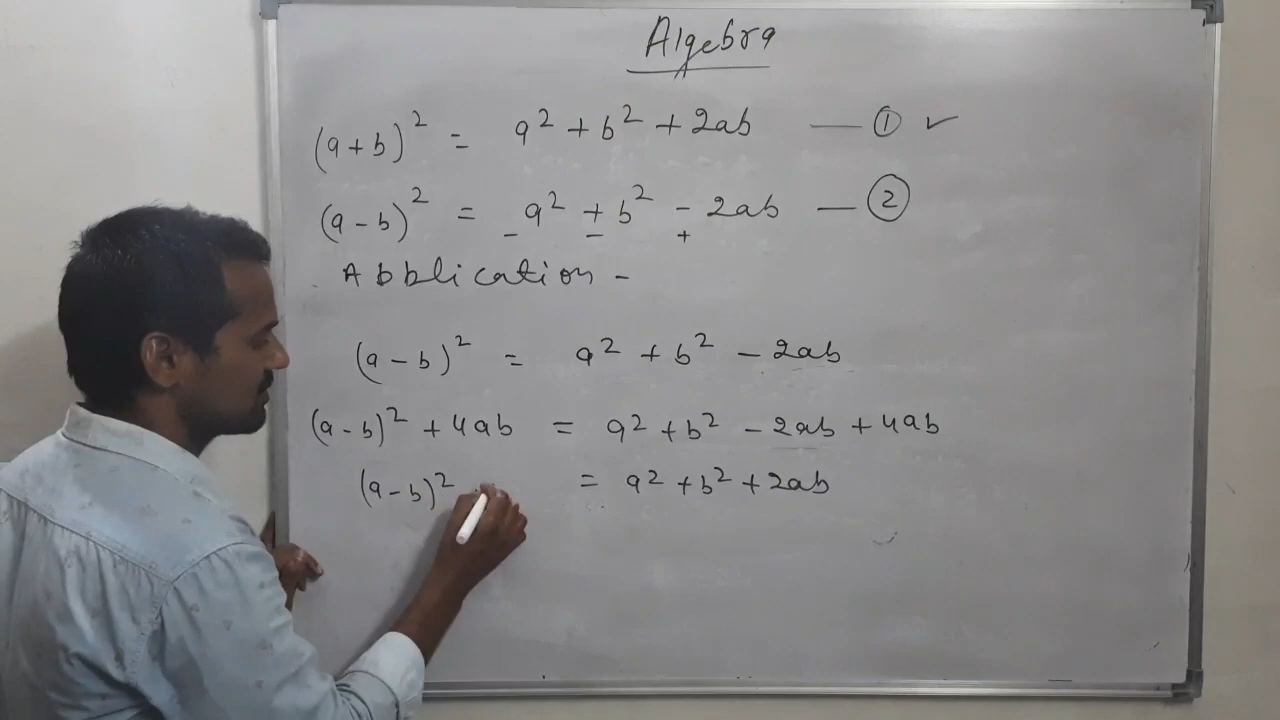 Algebra
(a + b)² = a² + b² + 2ab — ① ✓
(a - b)² = a² + b² - 2ab — ②
- - +
Application -
(a - b)² = a² + b² - 2ab
(a - b)² + 4ab = a² + b² - 2ab + 4ab
(a - b)² = a² + b² + 2ab